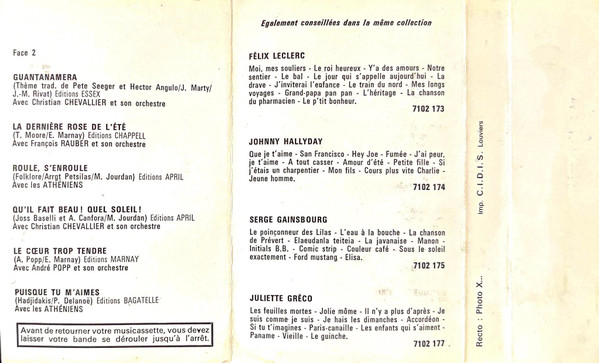 Face 2
GUANTANAMERA
(Thème trad. de Pete Seeger et Hector Angulo/J. Marty/
J.-M. Rivat) Editions ESSEX
Avec Christian CHEVALLIER et son orchestre
LA DERNIÈRE ROSE DE L'ÉTÉ
(T. Moore/E. Marnay) Editions CHAPPELL
Avec François RAUBER et son orchestre
ROULE, S'ENROULE
(Folklore/Arrgt Petsilas/M. Jourdan) Editions APRIL
Avec les ATHÉNIENS
QU'IL FAIT BEAU ! QUEL SOLEIL !
(Joss Baselli et A. Canfora/M. Jourdan) Editions APRIL
Avec Christian CHEVALLIER et son orchestre
LE CŒUR TROP TENDRE
(A. Popp/E. Marnay) Editions MARNAY
Avec André POPP et son orchestre
PUISQUE TU M'AIMES
(Hadjidakis/P. Delanoë) Editions BAGATELLE
Avec les ATHÉNIENS
Avant de retourner votre musicassette, vous devez
laisser votre bande se dérouler jusqu'à l'arrêt.
Egalement conseillées dans la même collection
FÉLIX LECLERC
Moi, mes souliers - Le roi heureux - Y'a des amours - Notre
sentier - Le bal - Le jour qui s'appelle aujourd'hui - La
drave - J'inviterai l'enfance - Le train du nord - Mes longs
voyages - Grand-papa pan pan - L'héritage - La chanson
du pharmacien - Le p'tit bonheur.
7102 173
JOHNNY HALLYDAY
Que je t'aime - San Francisco - Hey Joe - Fumée - J'ai peur,
je t'aime - A tout casser - Amour d'été - Petite fille - Si
j'étais un charpentier - Mon fils - Cours plus vite Charlie -
Jeune homme.
7102 174
SERGE GAINSBOURG
Le poinçonneur des Lilas - L'eau à la bouche - La chanson
de Prévert - Elaeudanla teiteia - La javanaise - Manon -
Initials B.B. - Comic strip - Couleur café - Sous le soleil
exactement - Ford mustang - Elisa.
7102 175
JULIETTE GRÉCO
Les feuilles mortes - Jolie môme - Il n'y a plus d'après - Je
suis comme je suis - Je hais les dimanches - Accordéon -
Si tu t'imagines - Paris-canaille - Les enfants qui s'aiment -
Paname - Vieille - Le guinche.
7102 177
Recto : Photo X... Imp. C.I.D.I.S. Louviers